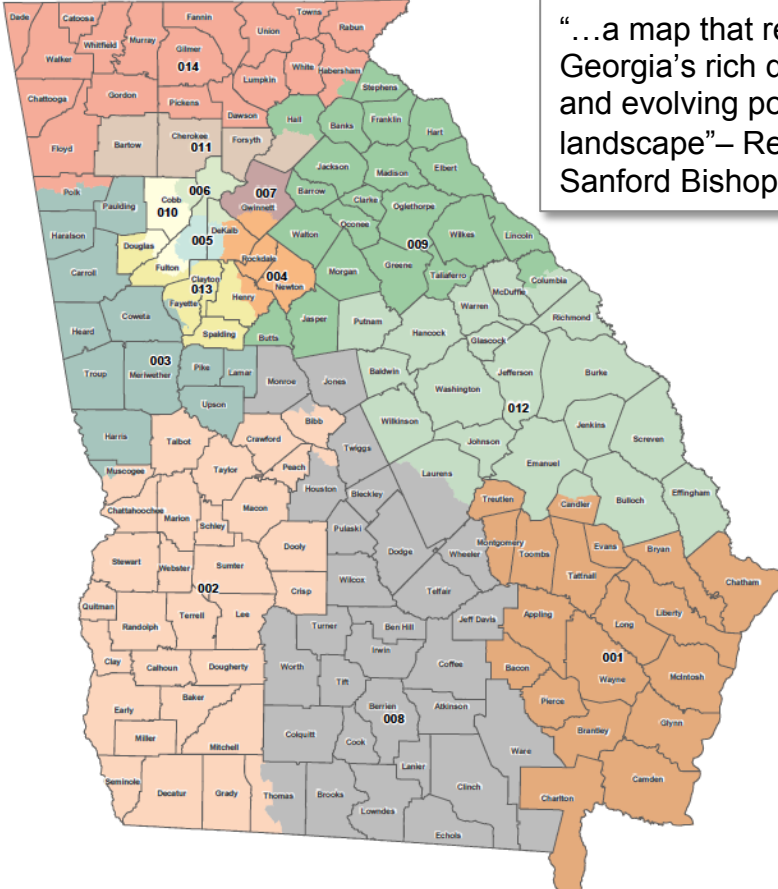 “…a map that re
Georgia’s rich d
and evolving po
landscape”– Re
Sanford Bishop
Dade
Catoosa
Fannin
Towns
Rabun
Whitfield
Murray
Union
Walker
Gilmer
014
White
Habersham
Lumpkin
Stephens
Chattooga
Gordon
Pickens
Dawson
Hall
Banks
Franklin
Hart
Floyd
Bartow
Cherokee
011
Forsyth
Jackson
Madison
Elbert
Polk
Paulding
Cobb
010
006
007
Gwinnett
Barrow
Clarke
Oglethorpe
Oconee
Haralson
Douglas
005
DeKalb
Walton
009
Wilkes
Lincoln
Carroll
Fulton
Rockdale
Morgan
Greene
Taliaferro
Columbia
Clayton
013
004
Newton
McDuffie
Fayette
Henry
Warren
Richmond
Heard
Coweta
Spalding
Butts
Jasper
Putnam
Hancock
Glascock
003
Troup
Meriwether
Pike
Lamar
Monroe
Jones
Baldwin
Jefferson
Burke
Washington
Upson
012
Harris
Talbot
Crawford
Bibb
Wilkinson
Jenkins
Screven
Twiggs
Johnson
Muscogee
Taylor
Peach
Houston
Laurens
Emanuel
Bleckley
Treutlen
Candler
Bulloch
Effingham
Chattahoochee
Marion
Schley
Macon
Pulaski
Dooly
Dodge
Montgomery
Wheeler
Toombs
Evans
Bryan
Stewart
Webster
Sumter
Tattnall
Chatham
002
Crisp
Wilcox
Telfair
Quitman
Randolph
Terrell
Lee
Turner
Ben Hill
Jeff Davis
Appling
Long
Liberty
Clay
Calhoun
Dougherty
Worth
Irwin
Coffee
Bacon
001
Wayne
McIntosh
Tift
Early
Baker
Berrien
008
Atkinson
Pierce
Miller
Mitchell
Colquitt
Cook
Ware
Brantley
Glynn
Seminole
Decatur
Grady
Thomas
Brooks
Lanier
Clinch
Charlton
Camden
Lowndes
Echols